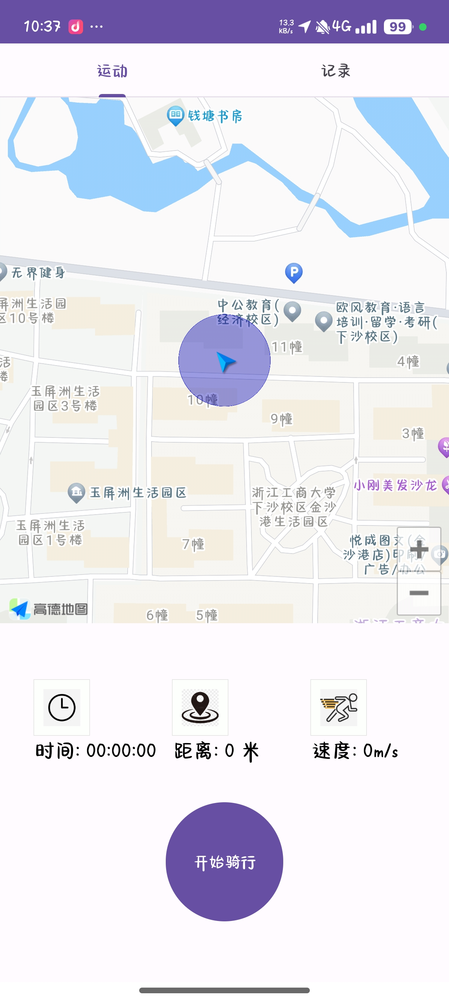 10:37 ... 13.3 KB/s 4G 99
运动 记录
钱塘书房
无界健身
P
屏洲生活园
区10号楼
中公教育(
经济校区)
欧风教育·语言
培训·留学·考研(
下沙校区)
11幢
4幢
活
楼
玉屏洲生活
园区3号楼
10幢
9幢
3幢
玉屏洲生活园区
小刚美发沙龙
浙江工商大学
下沙校区金沙
港生活园区
玉屏洲生活
园区1号楼
7幢
悦成图文(金
沙港店)印刷/
广告/办公
+
−
高德地图
6幢 5幢
时间: 00:00:00 距离: 0 米 速度: 0m/s
开始骑行